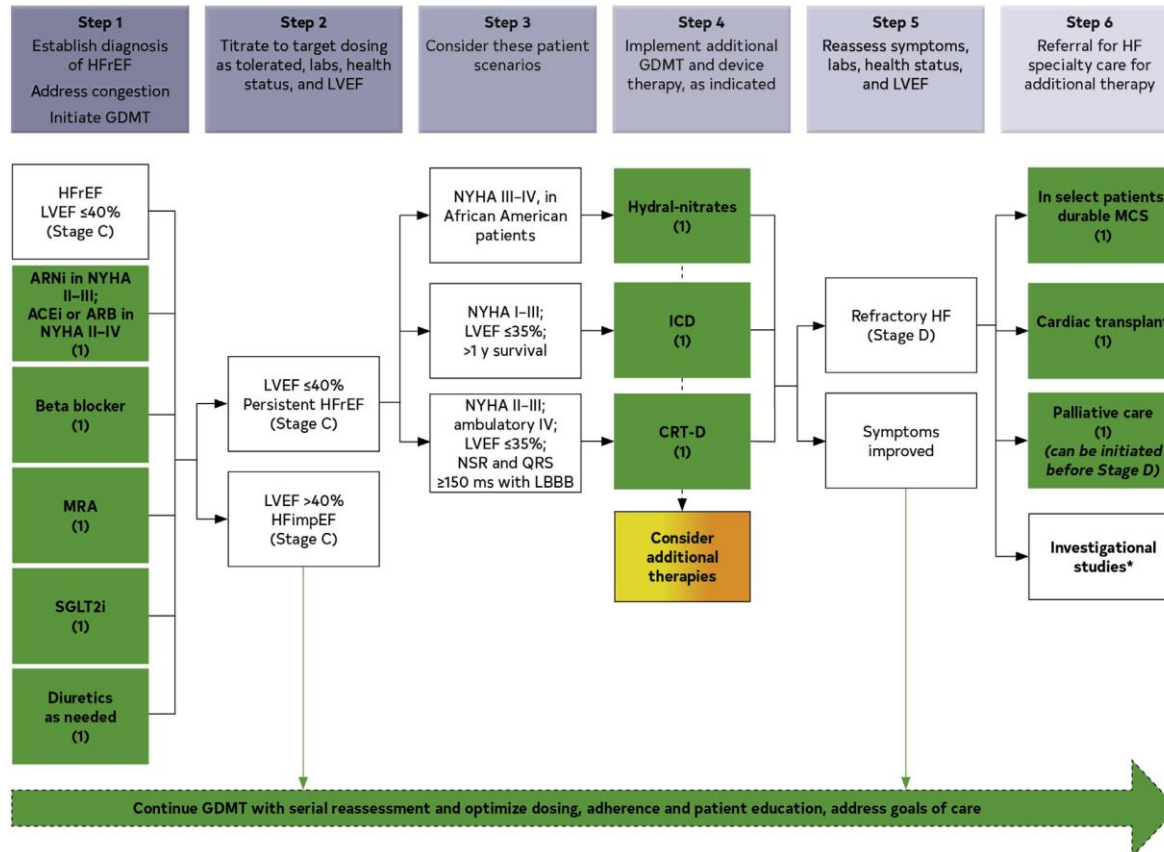 Step 1
Establish diagnosis
of HFrEF
Address congestion
Initiate GDMT
Step 2
Titrate to target dosing
as tolerated, labs, health
status, and LVEF
Step 3
Consider these patient
scenarios
Step 4
Implement additional
GDMT and device
therapy, as indicated
Step 5
Reassess symptoms,
labs, health status,
and LVEF
Step 6
Referral for HF
specialty care for
additional therapy
HFrEF
LVEF ≤40%
(Stage C)
ARNi in NYHA
II–III;
ACEi or ARB in
NYHA II–IV
(1)
Beta blocker
(1)
MRA
(1)
SGLT2i
(1)
Diuretics
as needed
(1)
LVEF ≤40%
Persistent HFrEF
(Stage C)
LVEF >40%
HFimpEF
(Stage C)
NYHA III–IV, in
African American
patients
NYHA I–III;
LVEF ≤35%;
>1 y survival
NYHA II–III;
ambulatory IV;
LVEF ≤35%;
NSR and QRS
≥150 ms with LBBB
Hydral-nitrates
(1)
ICD
(1)
CRT-D
(1)
Consider
additional
therapies
Refractory HF
(Stage D)
Symptoms
improved
In select patients
durable MCS
(1)
Cardiac transplant
(1)
Palliative care
(1)
(can be initiated
before Stage D)
Investigational
studies*
Continue GDMT with serial reassessment and optimize dosing, adherence and patient education, address goals of care